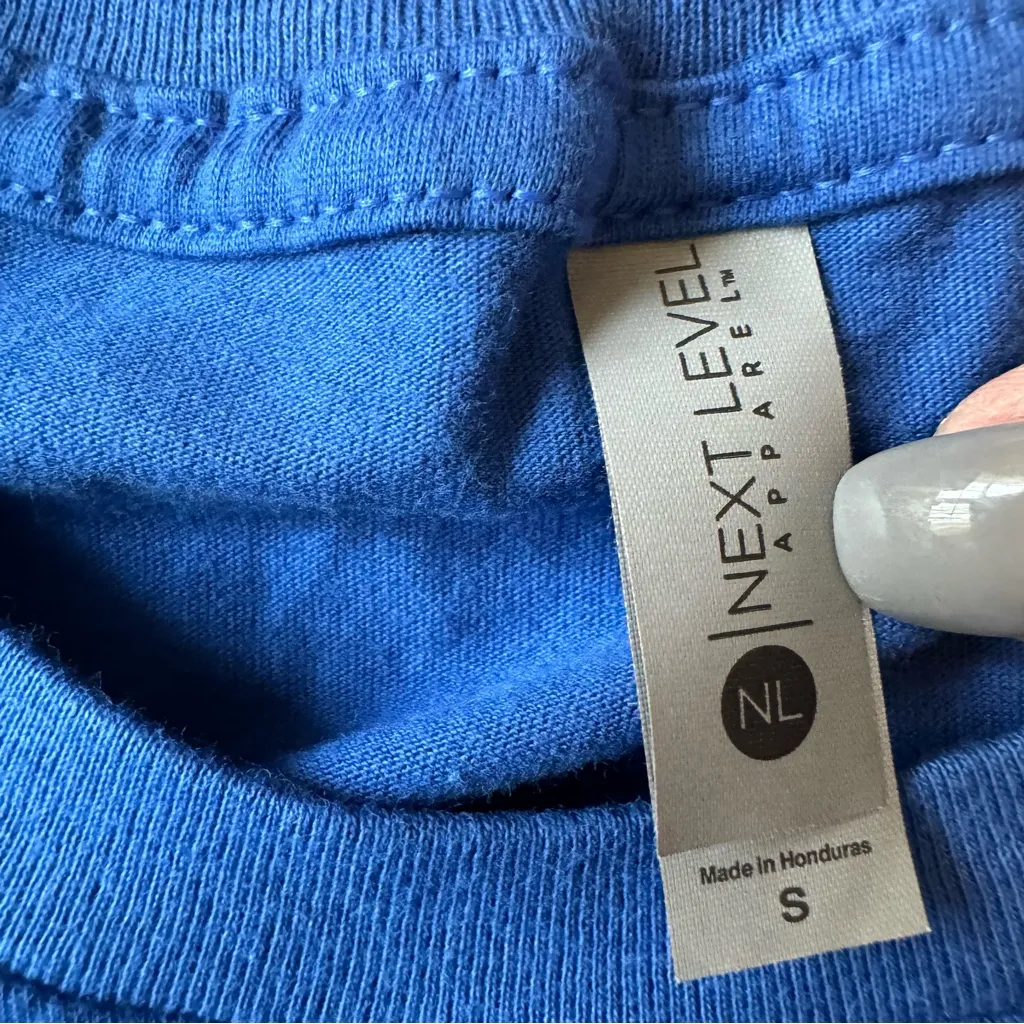 NL | NEXT LEVEL
APPAREL™
Made in Honduras
S